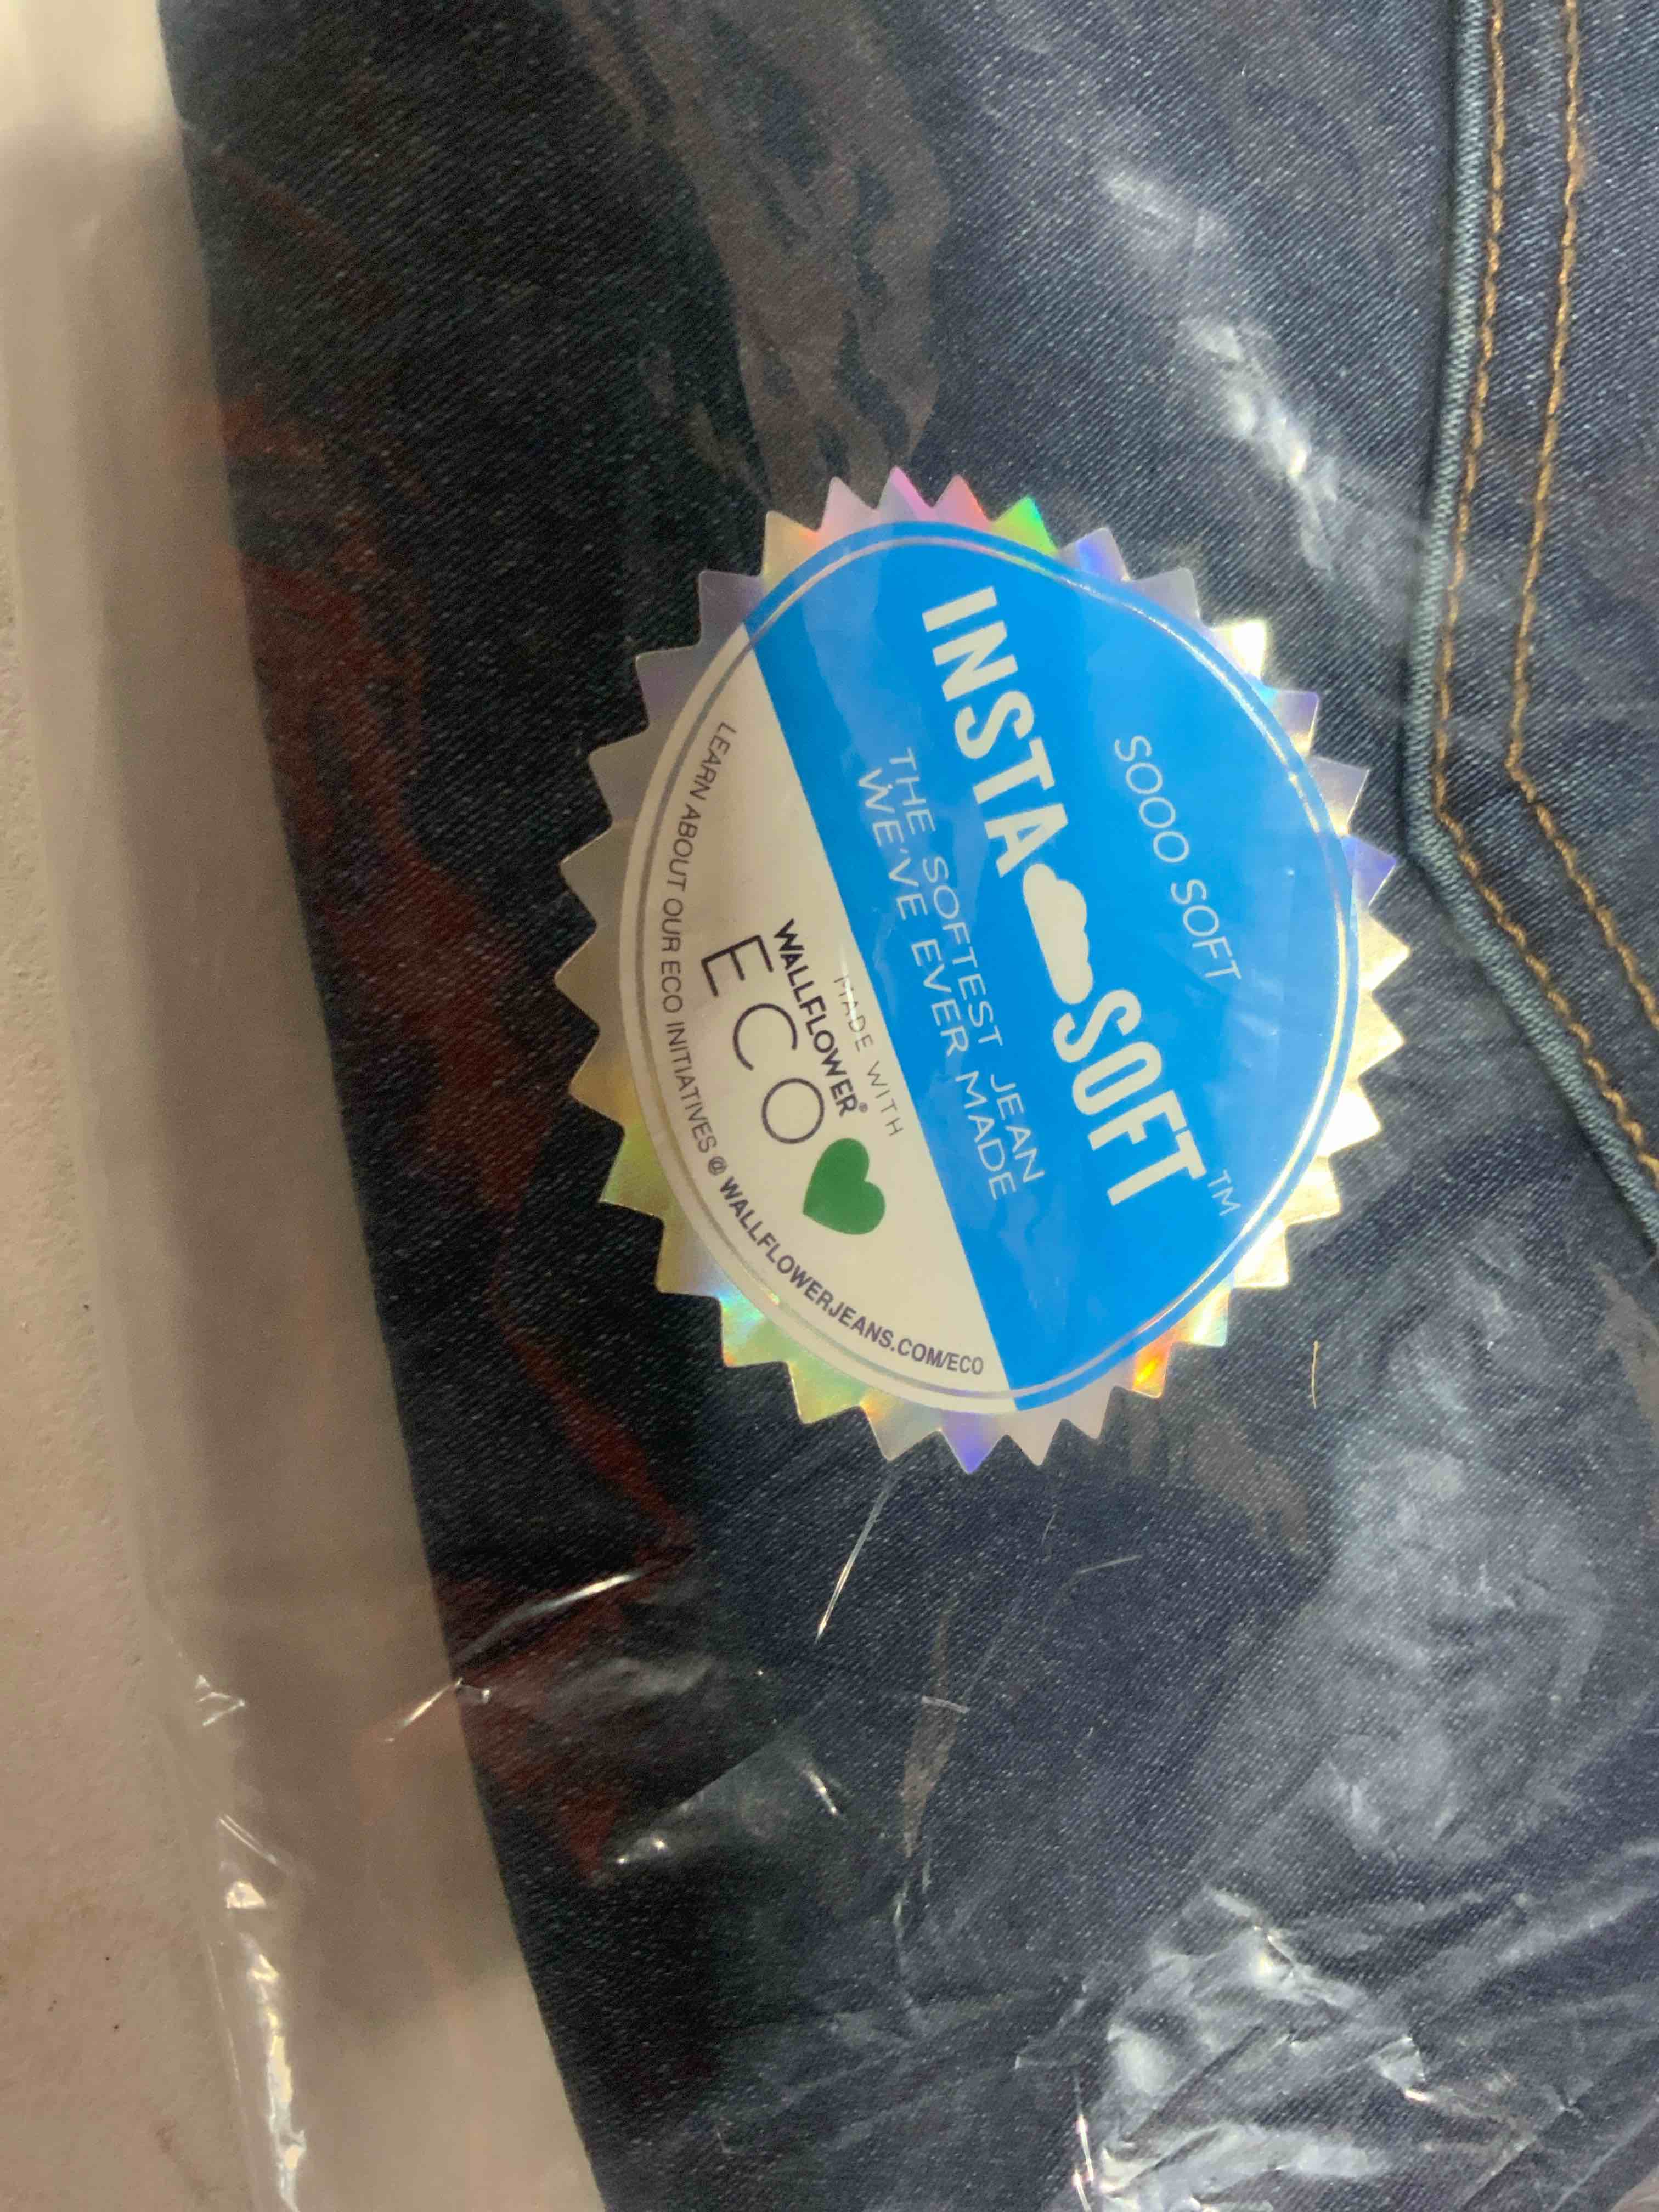 SOOO SOFT
INSTA SOFT™
THE SOFTEST JEAN
WE'VE EVER MADE
MADE WITH
WALLFLOWER®
ECO
LEARN ABOUT OUR ECO INITIATIVES @ WALLFLOWERJEANS.COM/ECO